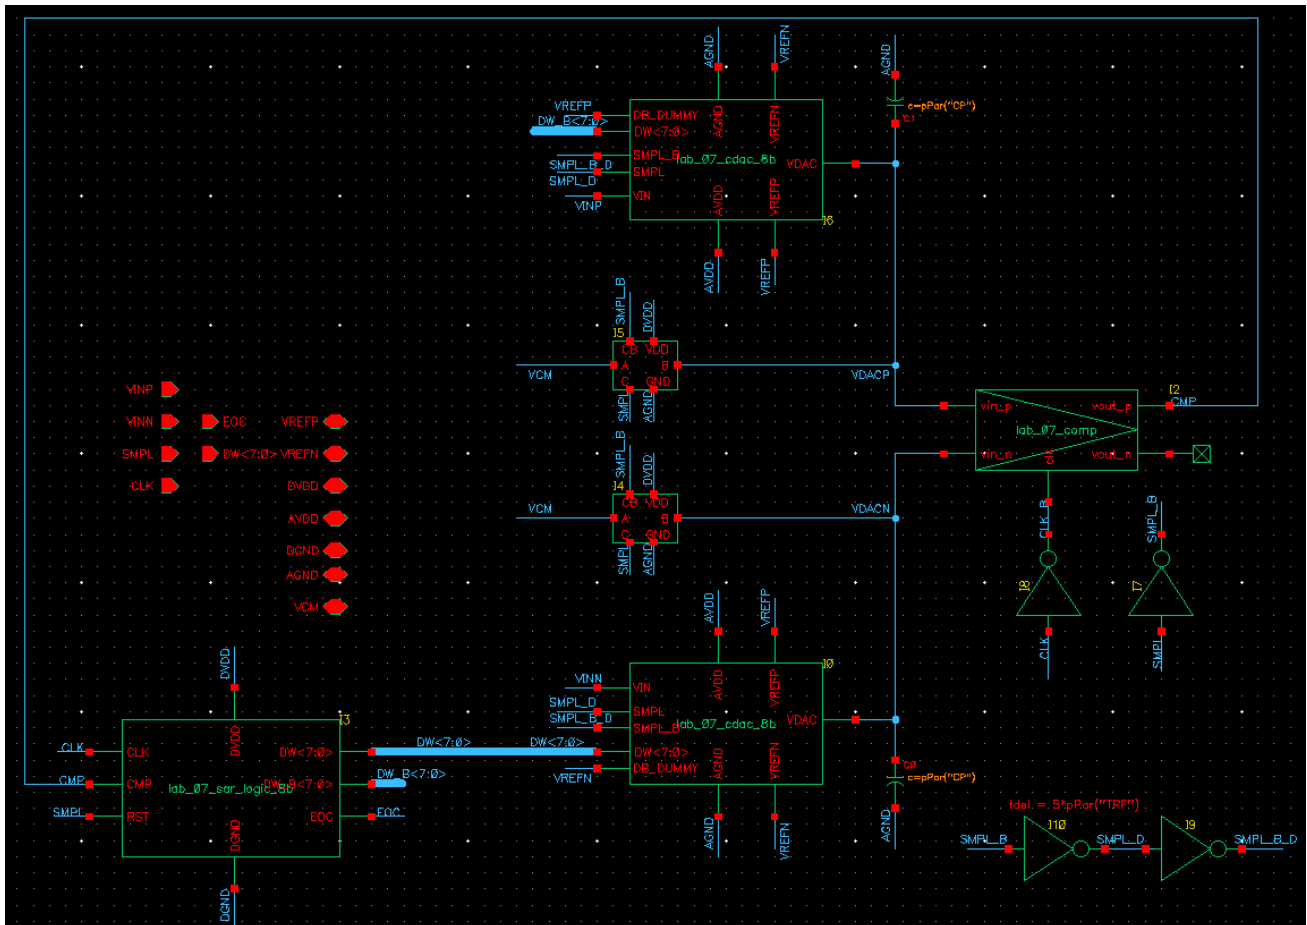 AGND
VREFN
AGND
VREFP
DW_B<7:0>
DB_DUMMY
DW<7:0>
AGND
VREFN
c=pPar("CP")
C1
SMPL_B
SMPL_B_D
SMPL
SMPL_D
lab_07_cdac_8b
VDAC
VIN
VINP
AVDD
VREFP
I6
AVDD
VREFP
SMPL_B
DVDD
I5
CB VDD
VCM
A
B
VDACP
C GND
SMPL
AGND
VINP
VINN
EOC
VREFP
SMPL
DW<7:0>
VREFN
CLK
DVDD
AVDD
DGND
AGND
VCM
I2
vin_p
vout_p
CMP
lab_07_comp
vin_n
clk
vout_n
SMPL_B
DVDD
I4
CB VDD
VCM
A
B
VDACN
C GND
SMPL
AGND
CLK_B
SMPL_B
I8
I7
CLK
SMPL
AVDD
VREFP
I0
VINN
VIN
AVDD
VREFP
SMPL_D
SMPL
SMPL_B_D
SMPL_B
lab_07_cdac_8b
VDAC
DW<7:0>
DW<7:0>
DW<7:0>
VREFN
DB_DUMMY
AGND
VREFN
C0
c=pPar("CP")
AGND
VREFN
AGND
DVDD
I3
CLK
CLK
DVDD
DW<7:0>
CMP
CMP
DW_B<7:0>
DW_B<7:0>
lab_07_sar_logic_8b
SMPL
RST
DGND
EOC
EOC
DGND
tdel.=.5*pPar("TRF")
SMPL_B
I10
SMPL_D
I9
SMPL_B_D